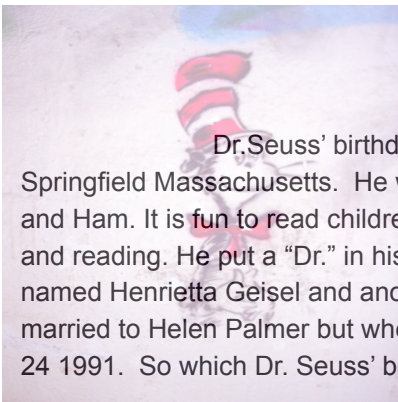 Dr.Seuss’ birthd
Springfield Massachusetts.  He w
and Ham. It is fun to read childre
and reading. He put a “Dr.” in his
named Henrietta Geisel and and
married to Helen Palmer but whe
24 1991.  So which Dr. Seuss’ b